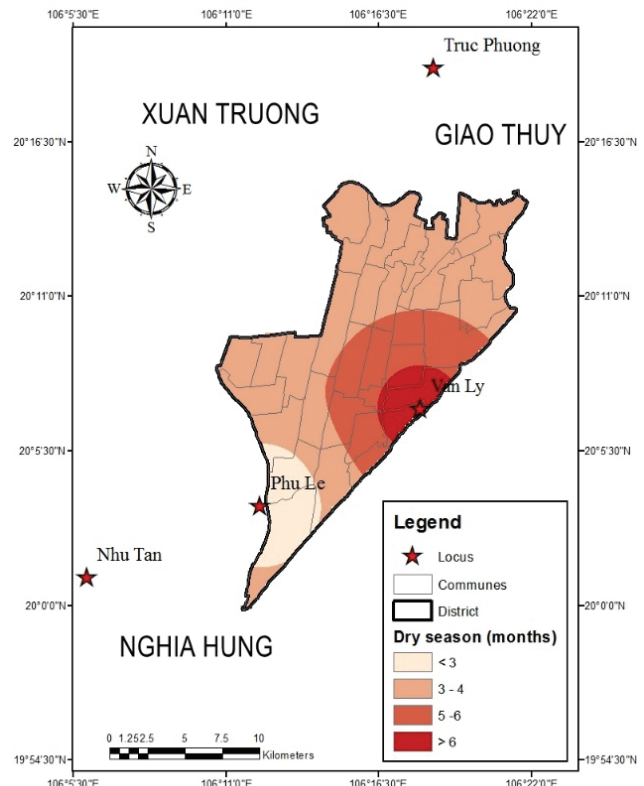 106°5'30"E 106°11'0"E 106°16'30"E 106°22'0"E
Truc Phuong
XUAN TRUONG
GIAO THUY
20°16'30"N 20°16'30"N
N
W E
S
20°11'0"N 20°11'0"N
Van Ly
20°5'30"N 20°5'30"N
Phu Le
Nhu Tan
20°0'0"N 20°0'0"N
NGHIA HUNG
Legend
Locus
Communes
District
Dry season (months)
< 3
3 - 4
5 -6
> 6
0 1.25 2.5 5 7.5 10
Kilometers
19°54'30"N 19°54'30"N
106°5'30"E 106°11'0"E 106°16'30"E 106°22'0"E